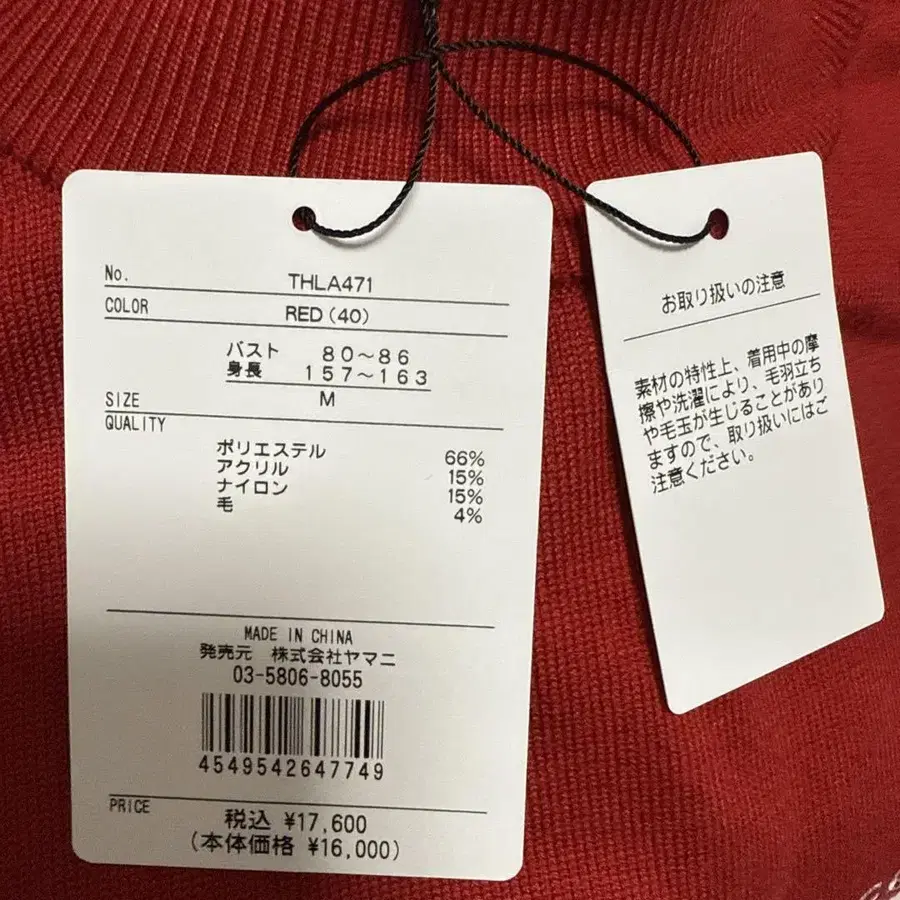 No. THLA471
COLOR RED(40)
バスト 80~86
身長 157~163
SIZE M
QUALITY
ポリエステル 66%
アクリル 15%
ナイロン 15%
毛 4%
MADE IN CHINA
発売元 株式会社ヤマニ
03-5806-8055
4549542647749
PRICE 税込 ¥17,600
(本体価格 ¥16,000)
お取り扱いの注意
素材の特性上、着用中の摩
擦や洗濯により、毛羽立ち
や毛玉が生じることがあり
ますので、取り扱いにはご
注意ください。